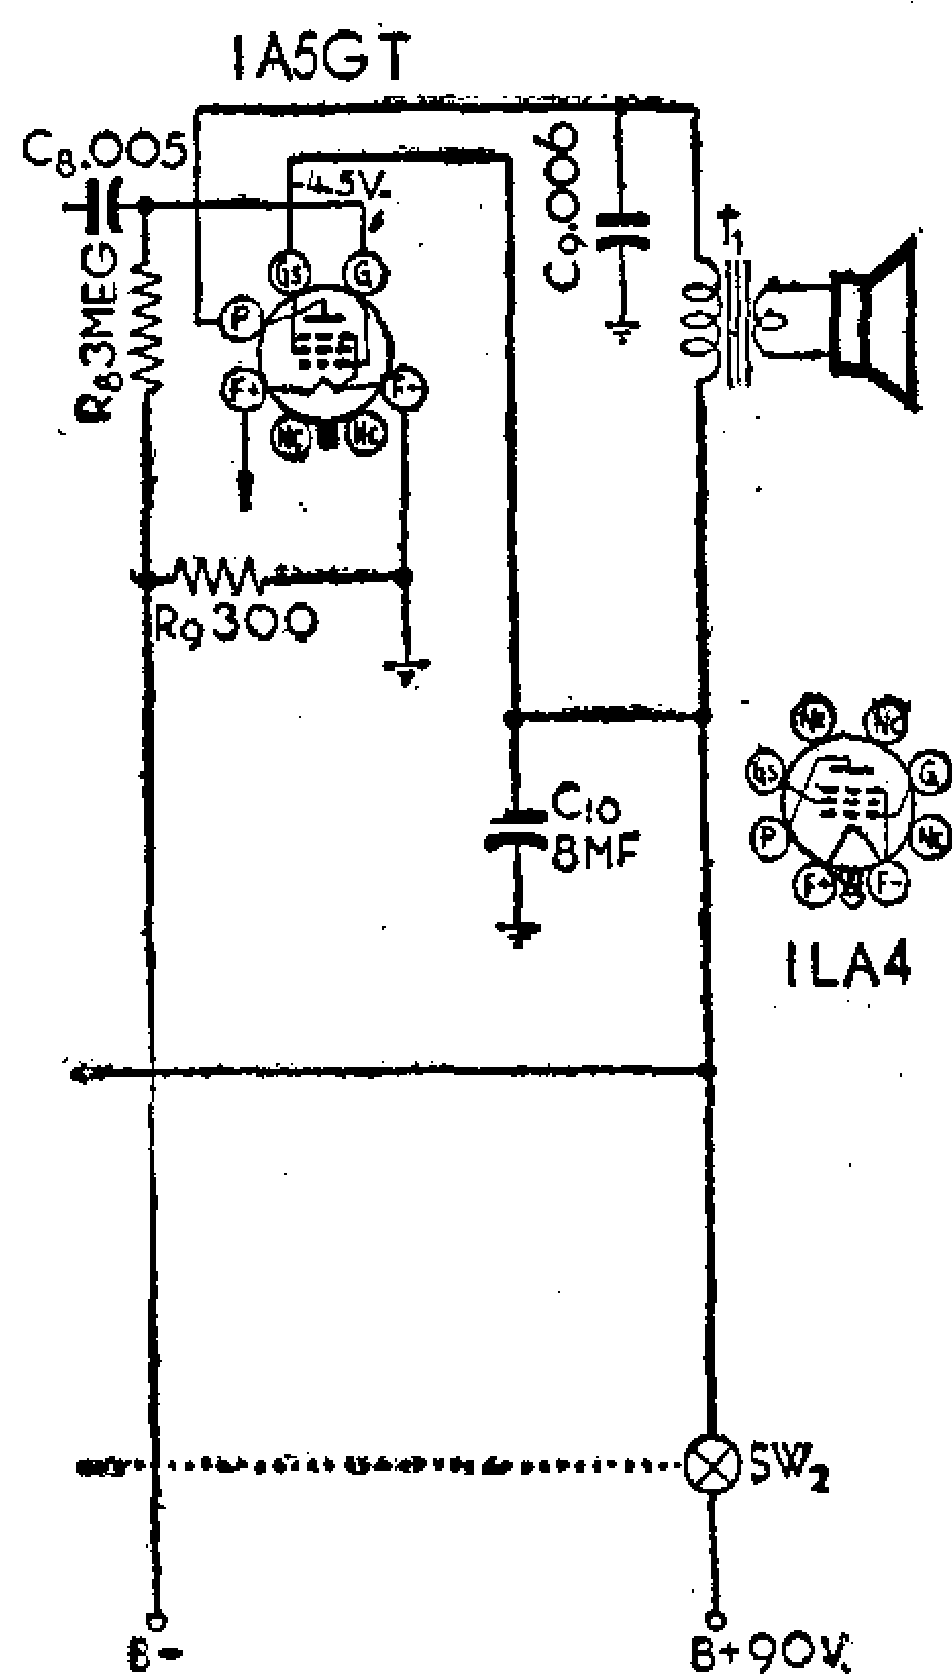 1A5GT
C8.005
-4.5V.
C9.006
T1
R8 3MEG
GS
G
P
F+
F-
NC
NC
R9 300
C10
8MF
NC
NC
GS
G
P
NC
F+
F-
1LA4
SW2
B-
B+90V.